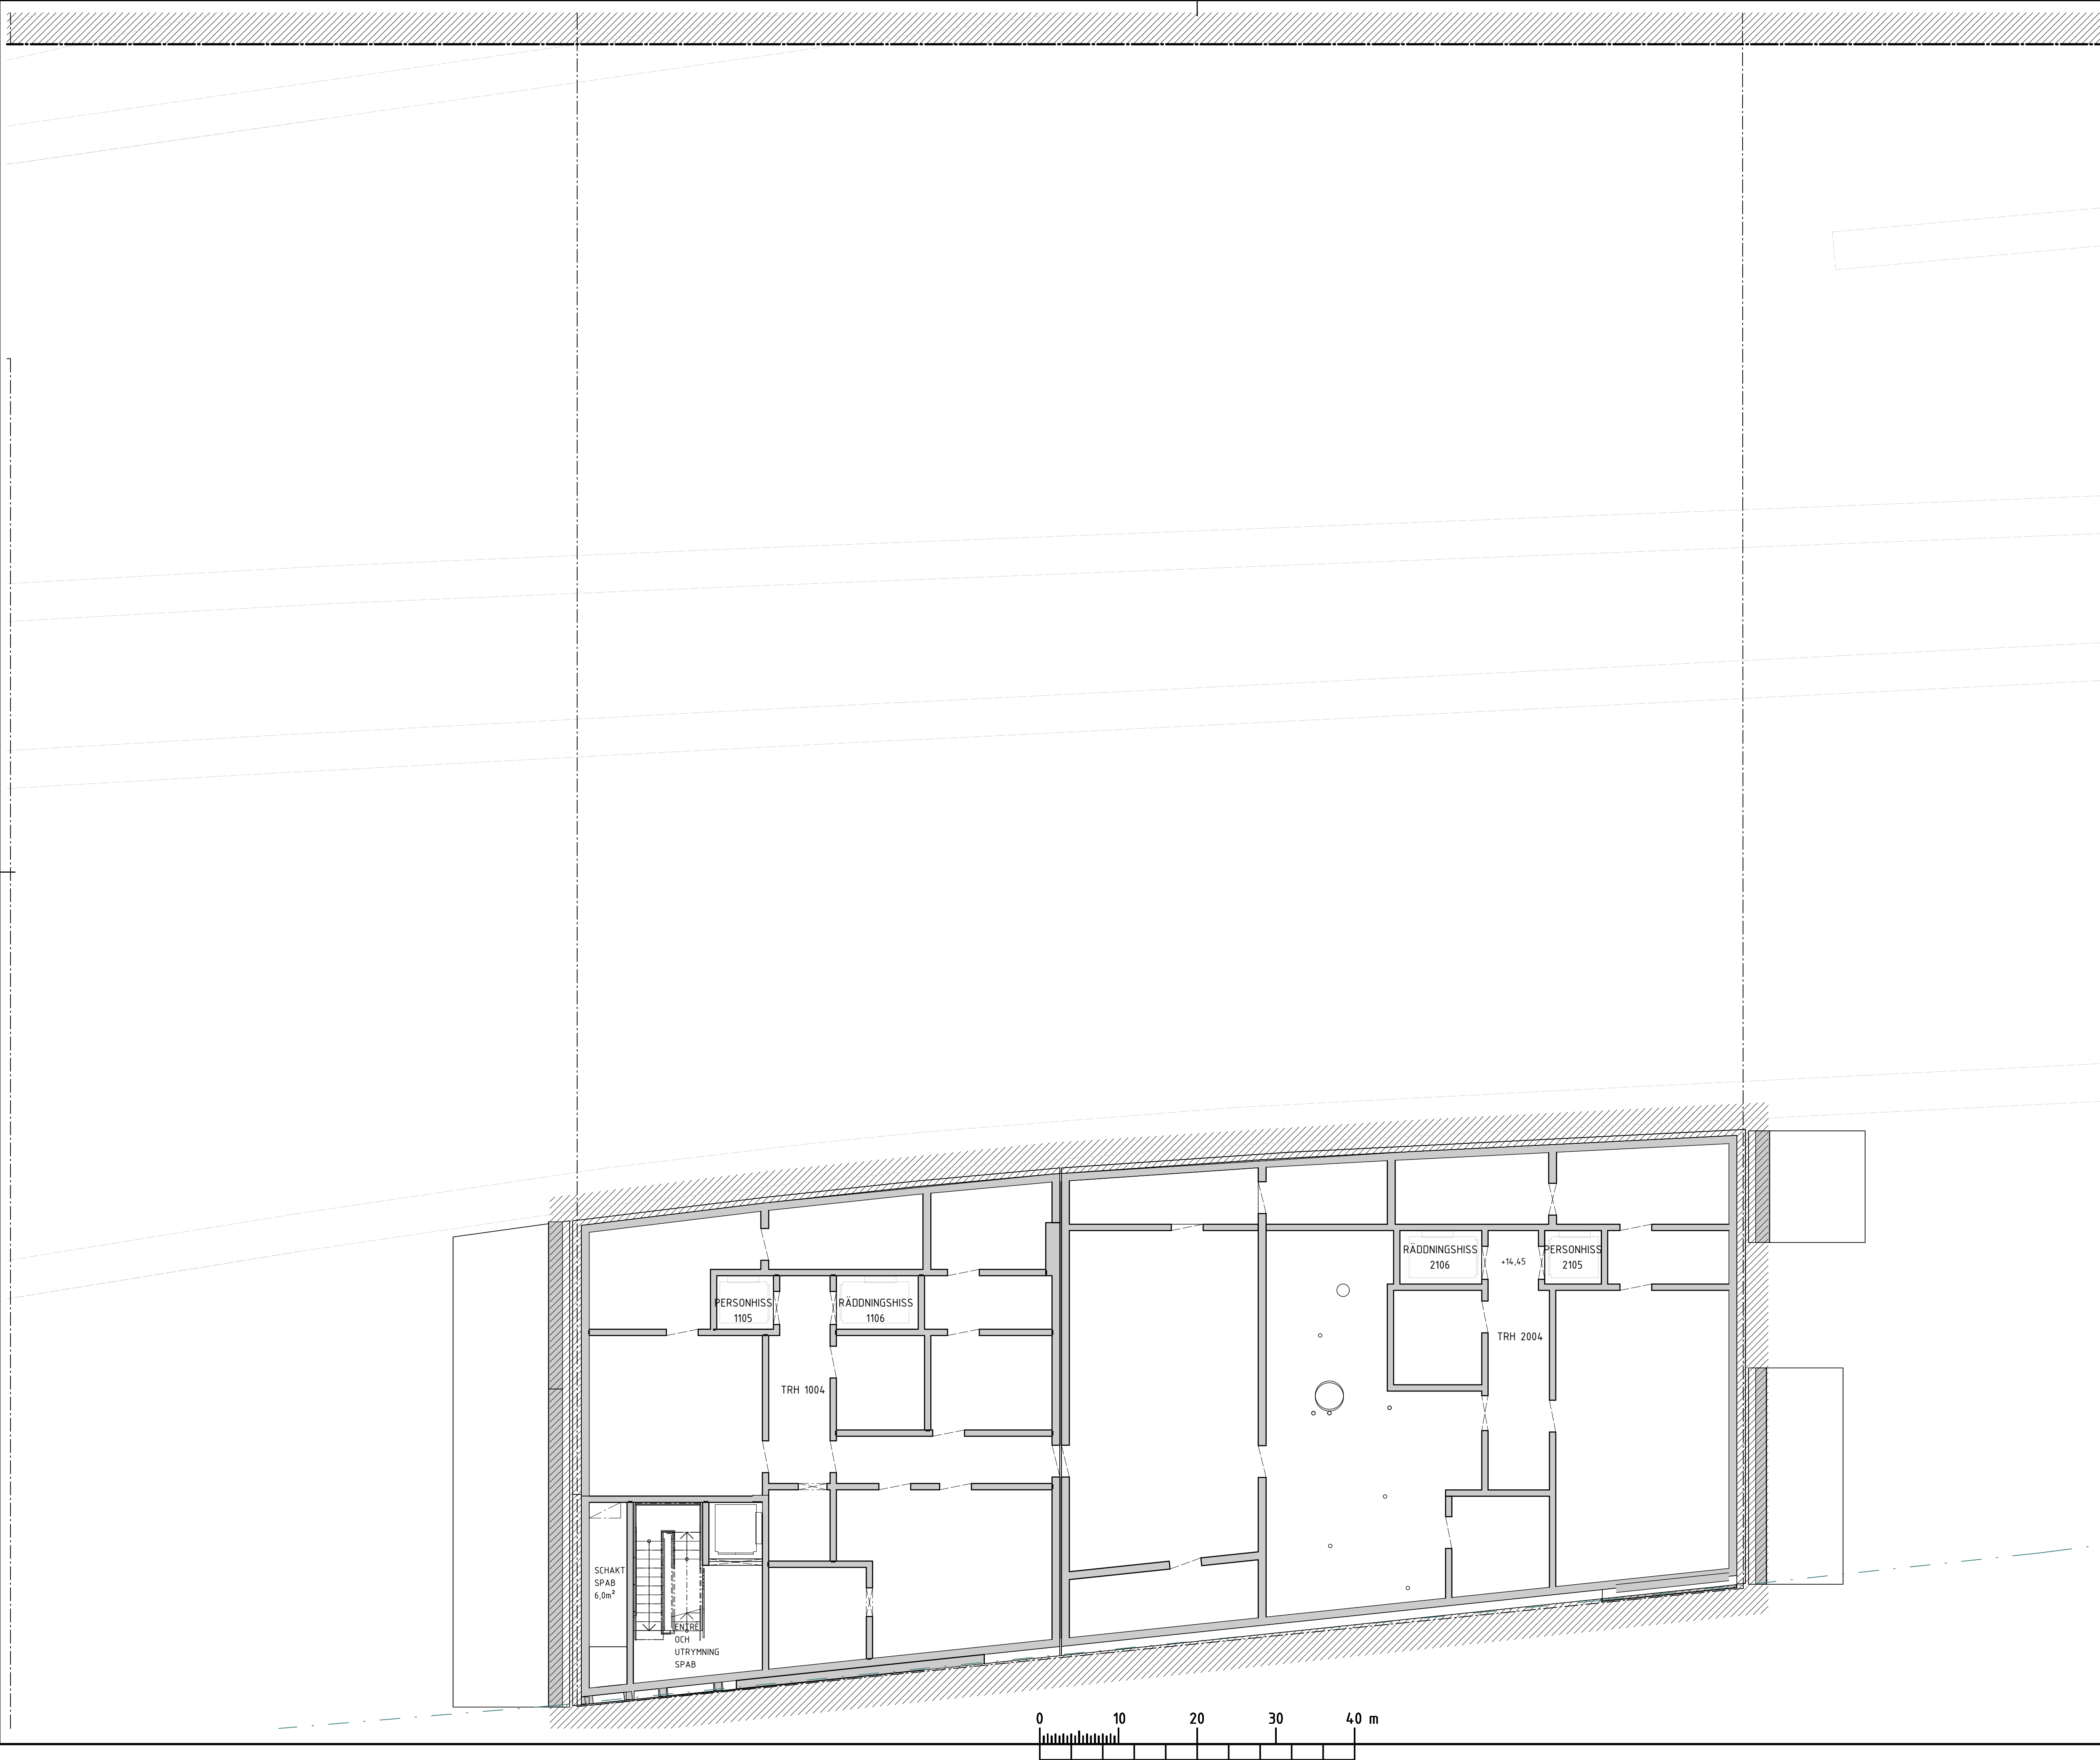 RÄDDNINGSHISS
2106
+14,45
PERSONHISS
2105
PERSONHISS
1105
RÄDDNINGSHISS
1106
TRH 2004
TRH 1004
SCHAKT
SPAB
6,0m²
ENTRE
OCH
UTRYMNING
SPAB
0 10 20 30 40 m